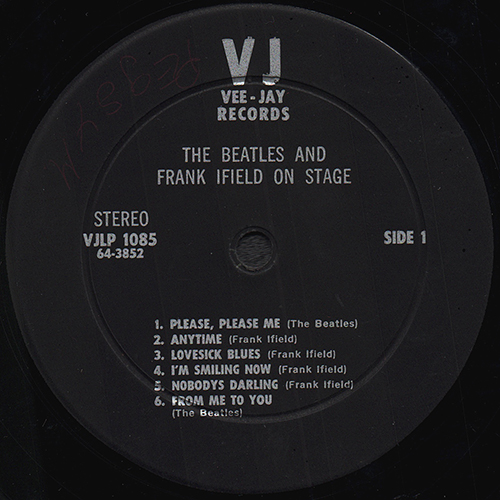 VJ
VEE-JAY
RECORDS
THE BEATLES AND
FRANK IFIELD ON STAGE
STEREO
VJLP 1085
64-3852
SIDE 1
1. PLEASE, PLEASE ME (The Beatles)
2. ANYTIME (Frank Ifield)
3. LOVESICK BLUES (Frank Ifield)
4. I'M SMILING NOW (Frank Ifield)
5. NOBODYS DARLING (Frank Ifield)
6. FROM ME TO YOU
(The Beatles)